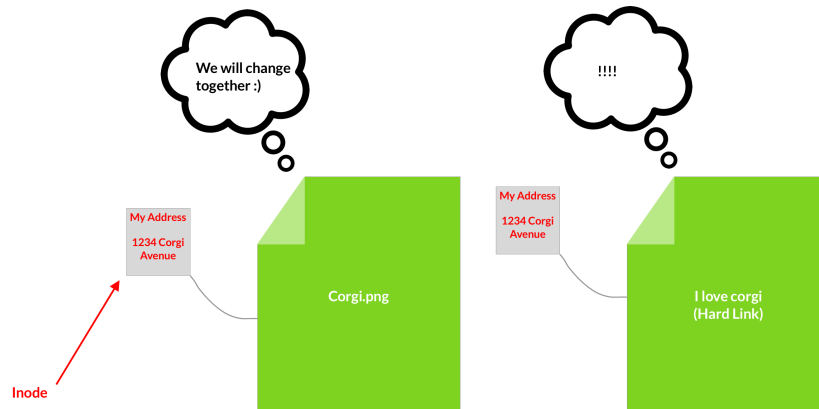 We will change
together :)
!!!!
My Address
1234 Corgi
Avenue
Corgi.png
My Address
1234 Corgi
Avenue
I love corgi
(Hard Link)
Inode